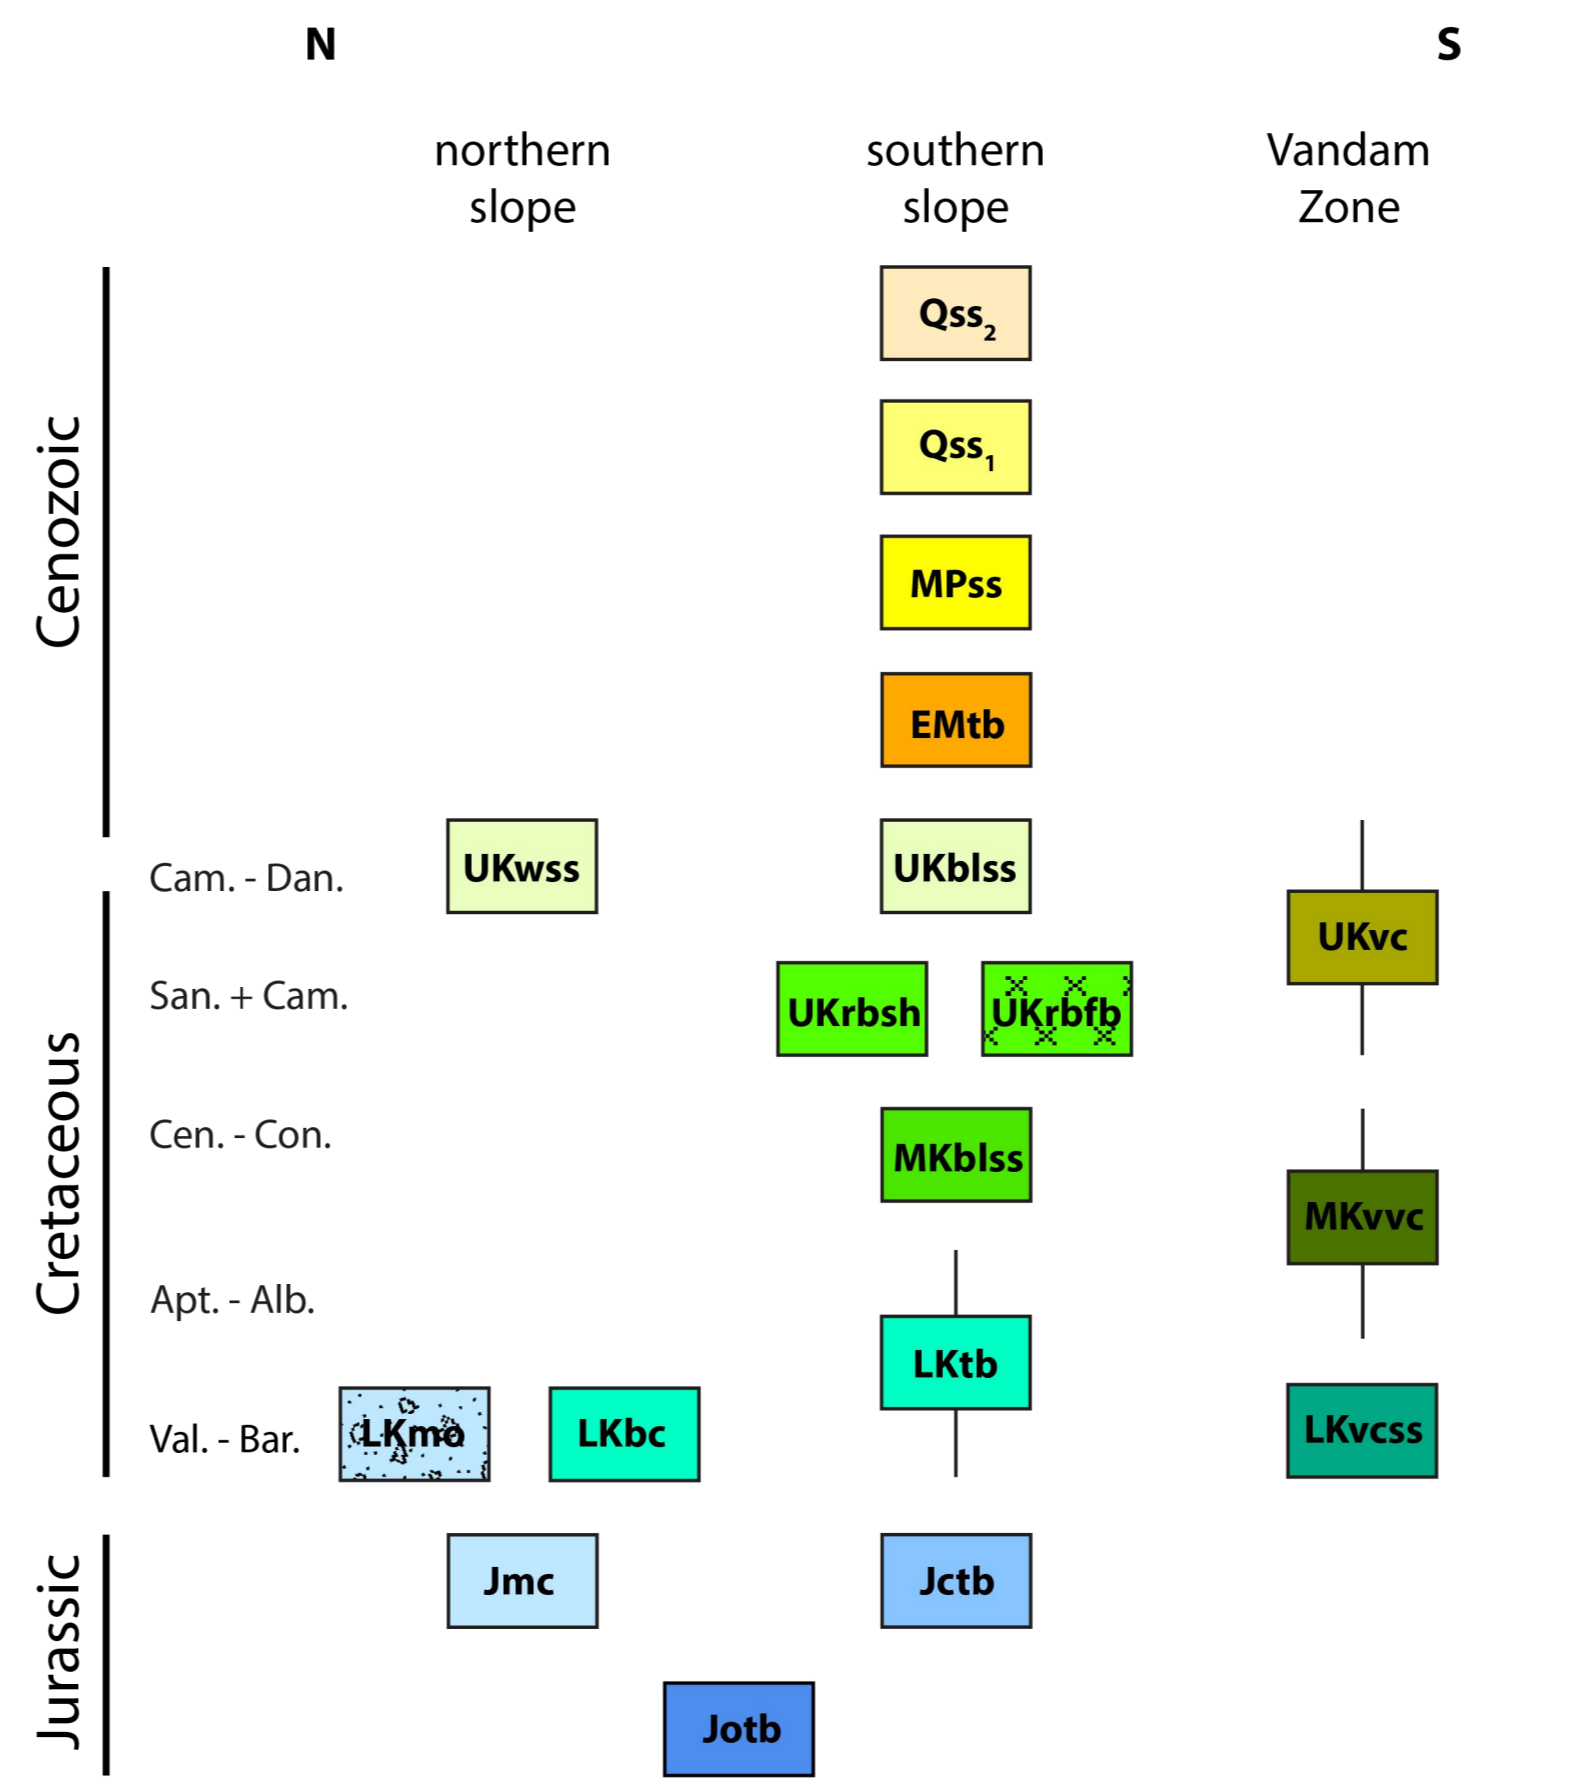 N
S
northern
slope
southern
slope
Vandam
Zone
Cenozoic
Qss2
Qss1
MPss
EMtb
Cam. - Dan.
UKwss
UKblss
UKvc
Cretaceous
San. + Cam.
UKrbsh
UKrbfb
Cen. - Con.
MKblss
MKvvc
Apt. - Alb.
LKtb
Val. - Bar.
LKmo
LKbc
LKvcss
Jurassic
Jmc
Jctb
Jotb